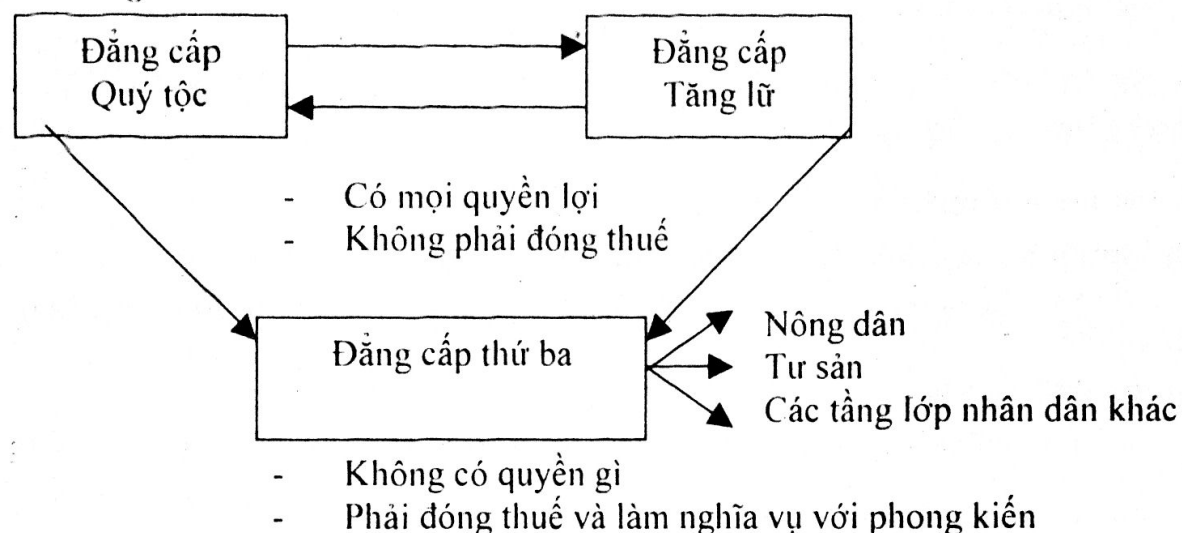 Đẳng cấp
Quý tộc
Đẳng cấp
Tăng lữ
- Có mọi quyền lợi
- Không phải đóng thuế
Đẳng cấp thứ ba
Nông dân
Tư sản
Các tầng lớp nhân dân khác
- Không có quyền gì
- Phải đóng thuế và làm nghĩa vụ với phong kiến